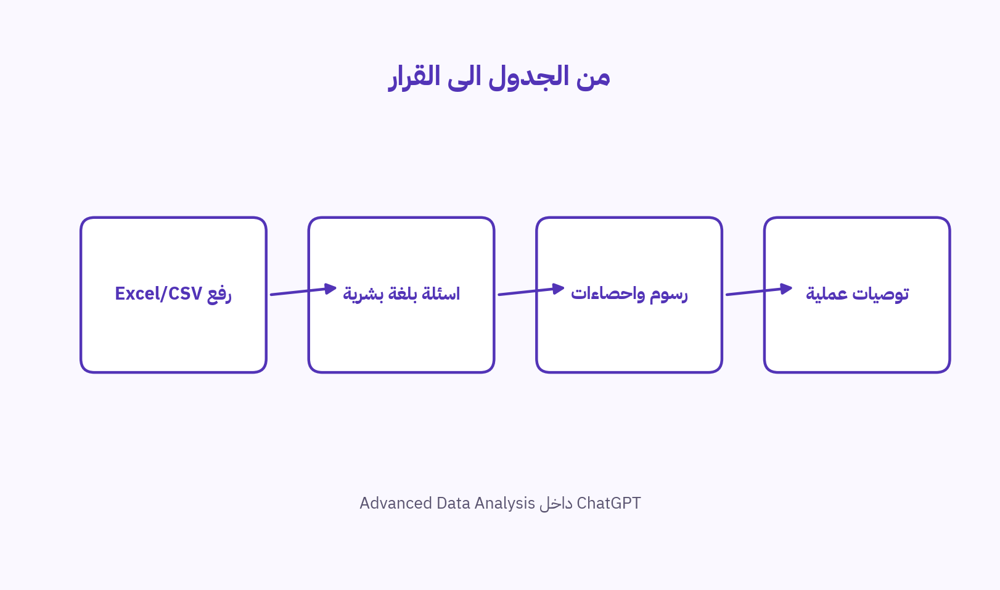 من الجدول الى القرار
رفع Excel/CSV
اسئلة بلغة بشرية
رسوم واحصاءات
توصيات عملية
Advanced Data Analysis داخل ChatGPT